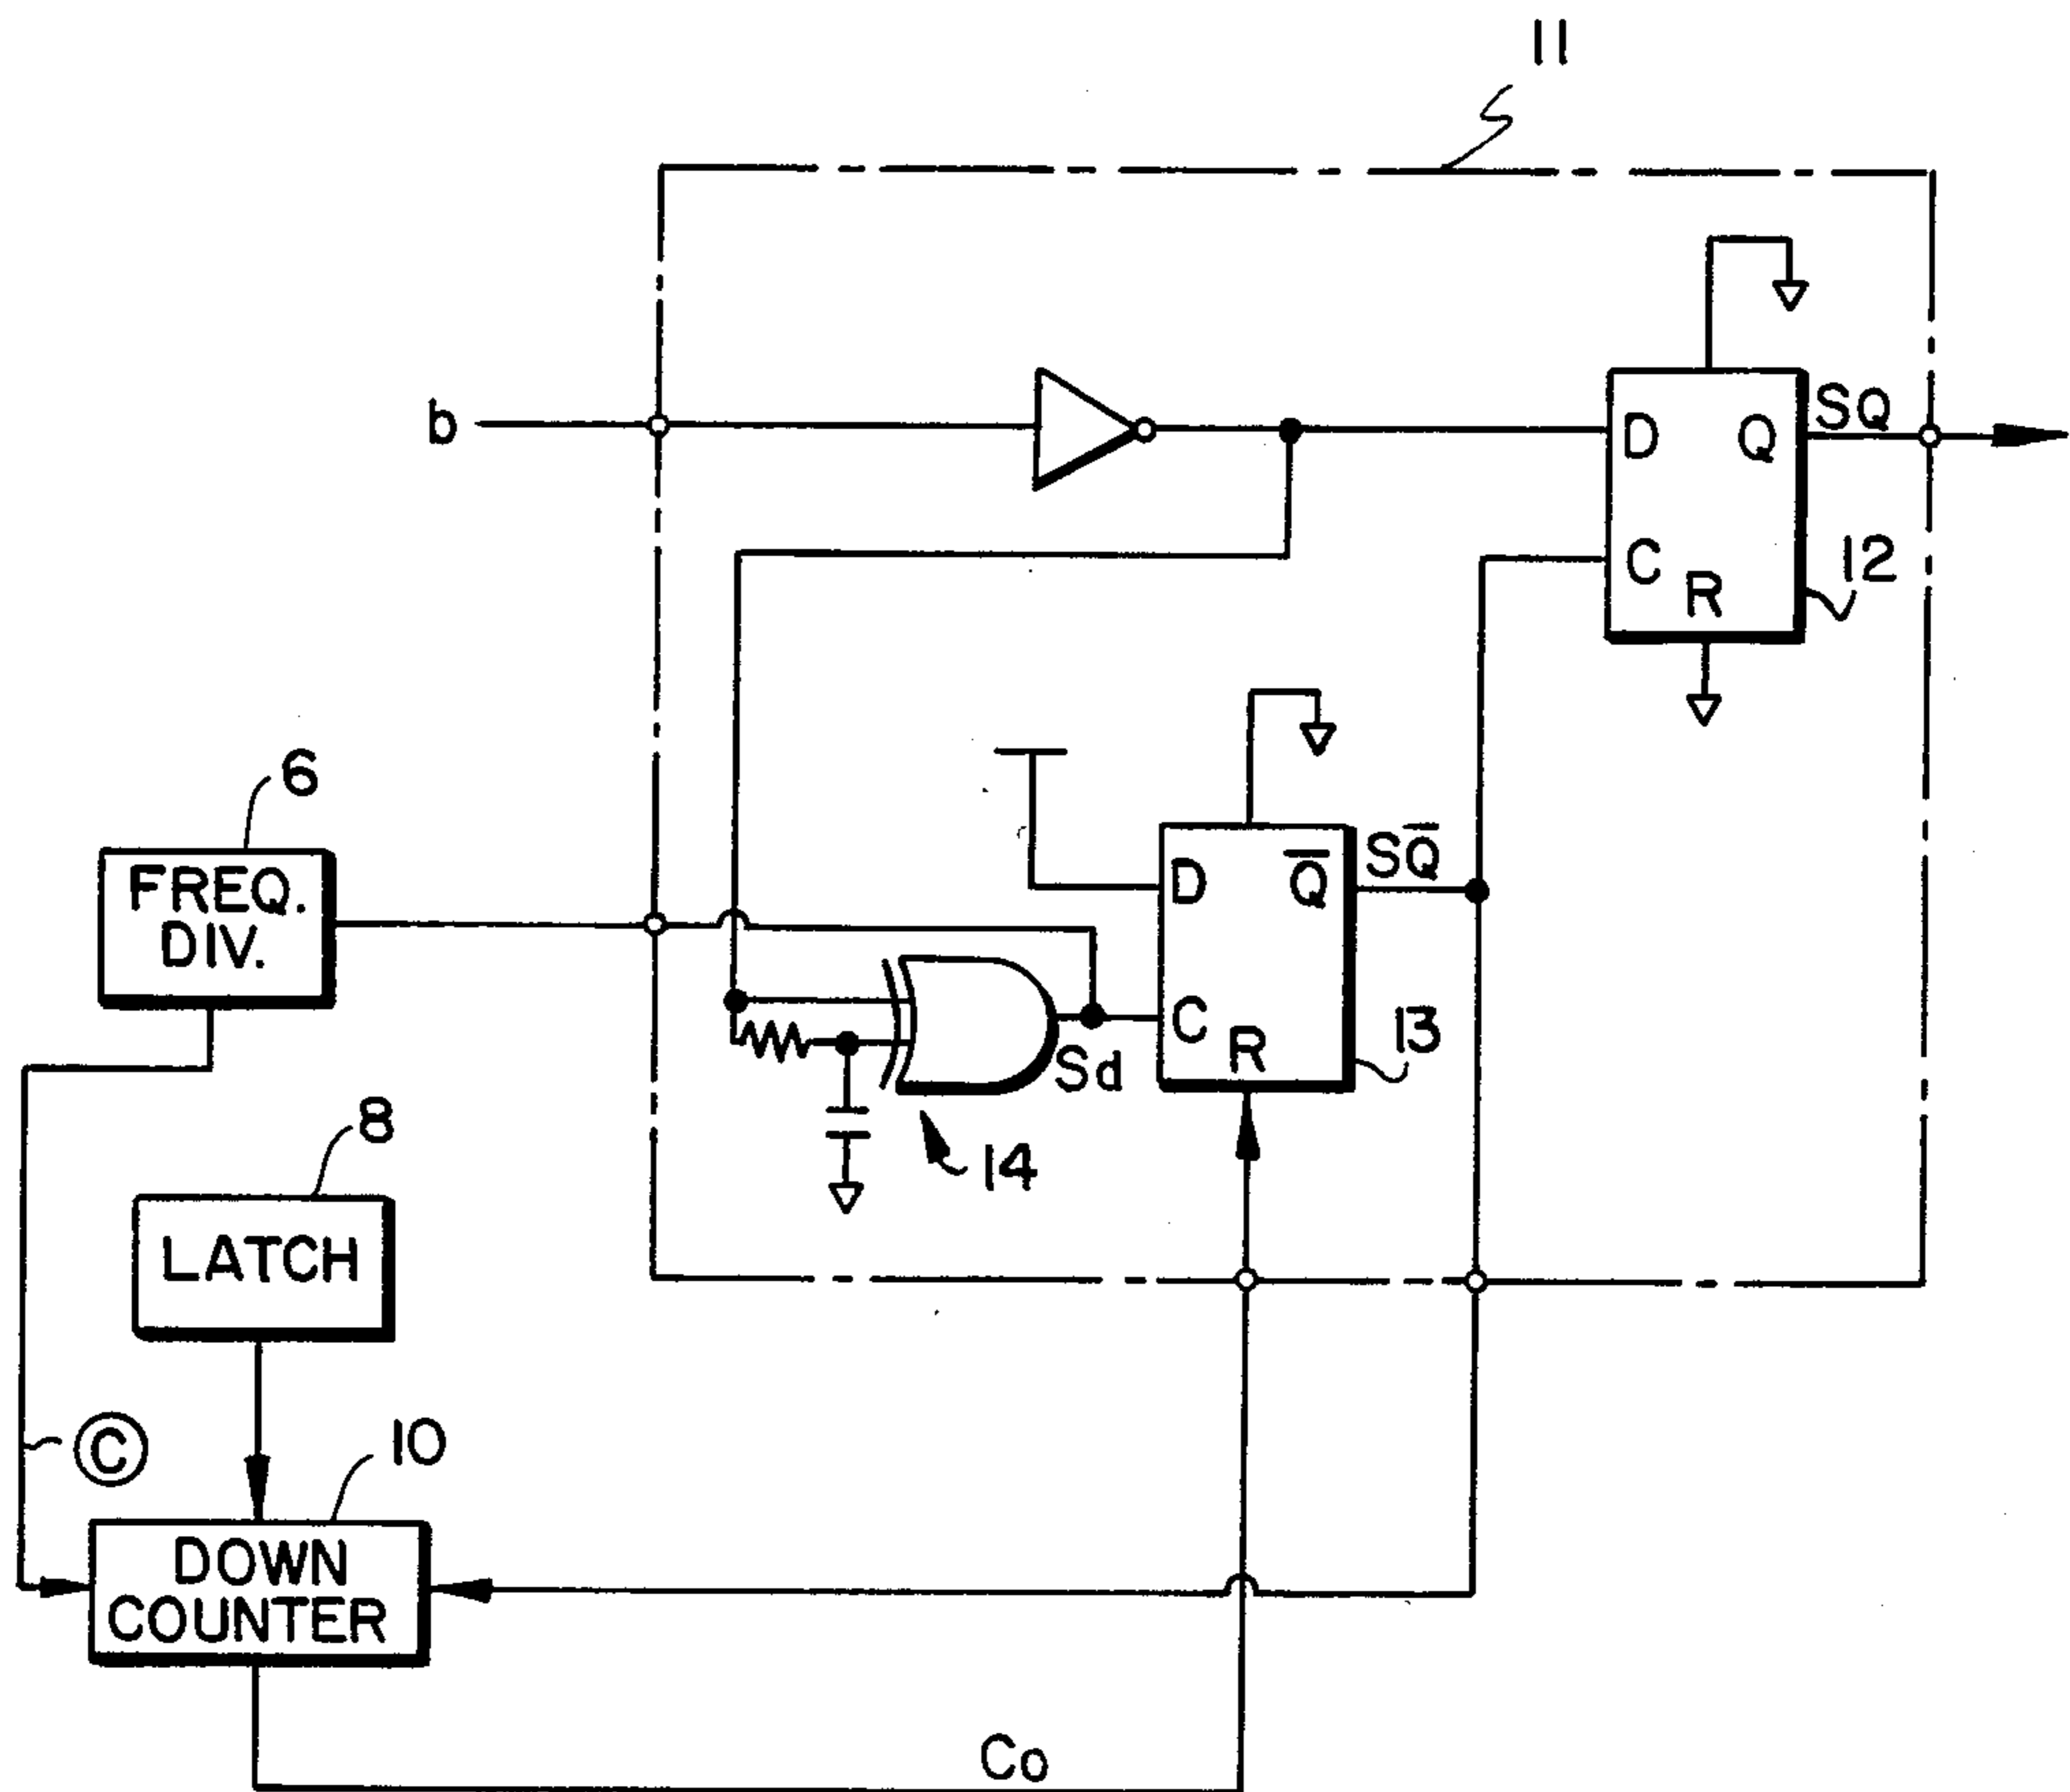 11
b
D
Q
SQ
C
R
12
6
FREQ.
DIV.
D
Q̅
SQ̅
C
R
Sd
13
14
8
LATCH
C
10
DOWN
COUNTER
Co